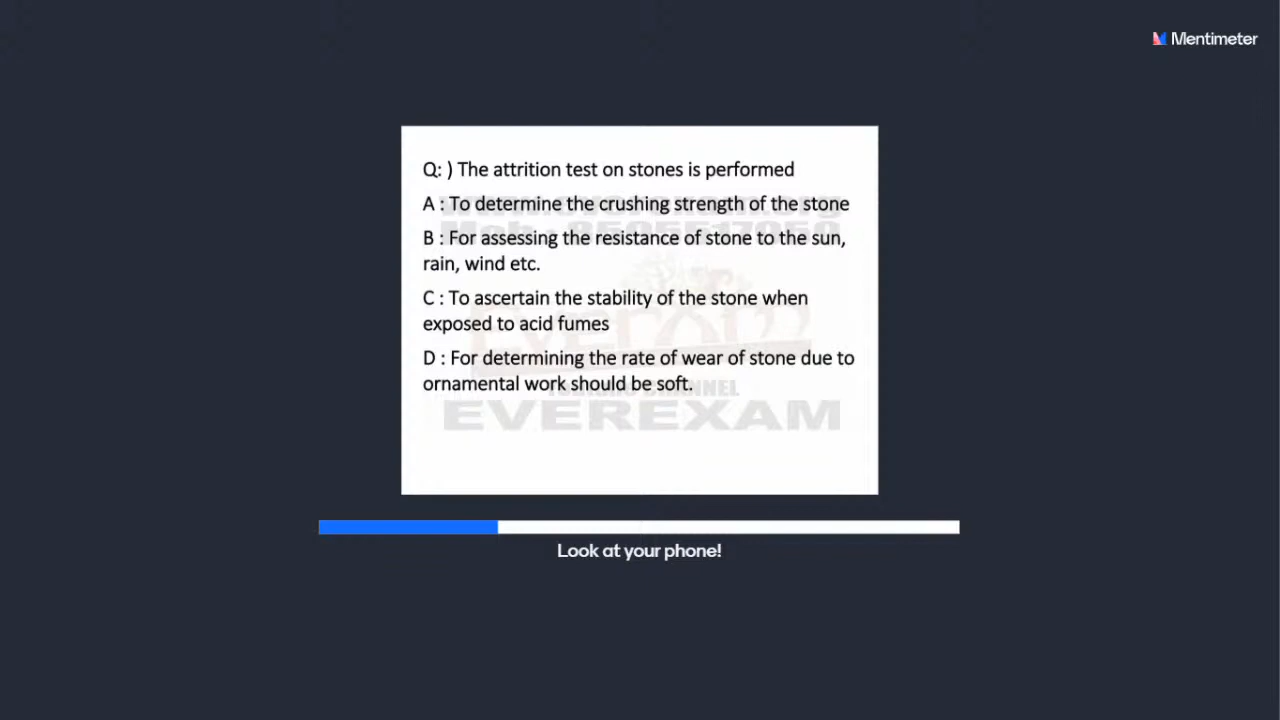 Mentimeter
Q: ) The attrition test on stones is performed
A : To determine the crushing strength of the stone
B : For assessing the resistance of stone to the sun,
rain, wind etc.
C : To ascertain the stability of the stone when
exposed to acid fumes
D : For determining the rate of wear of stone due to
ornamental work should be soft.
EVEREXAM
Look at your phone!